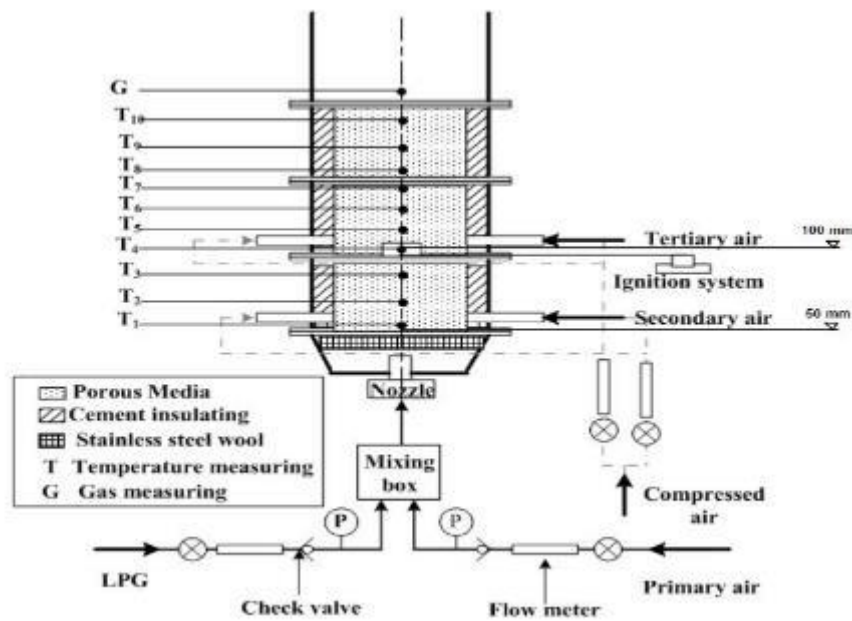 G
T10
T9
T8
T7
T6
T5
T4
T3
T2
T1
100 mm
Tertiary air
Ignition system
50 mm
Secondary air
Nozzle
Porous Media
Cement insulating
Stainless steel wool
T Temperature measuring
G Gas measuring
Mixing
box
Compressed
air
P
P
LPG
Primary air
Check valve
Flow meter